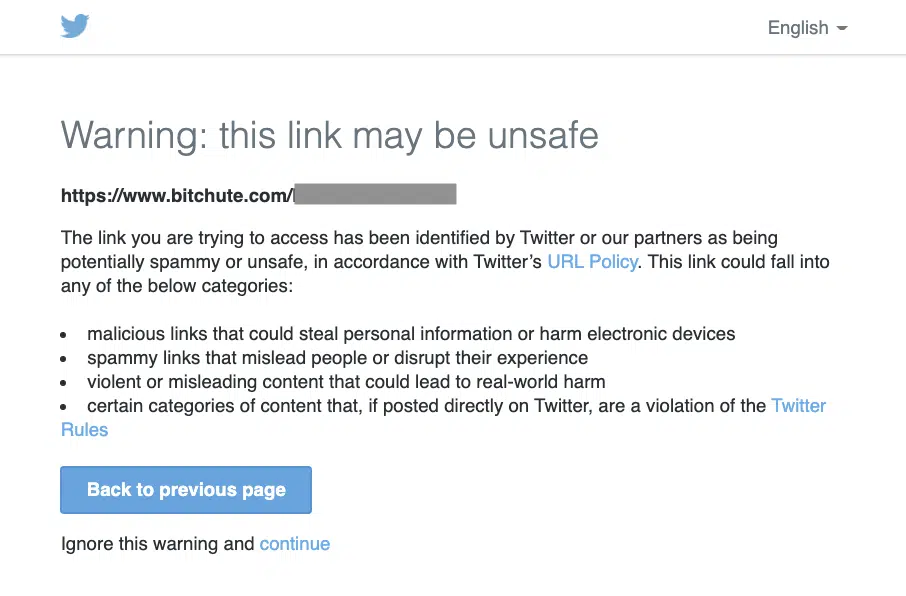 English
Warning: this link may be unsafe
https://www.bitchute.com/
The link you are trying to access has been identified by Twitter or our partners as being
potentially spammy or unsafe, in accordance with Twitter’s URL Policy. This link could fall into
any of the below categories:
• malicious links that could steal personal information or harm electronic devices
• spammy links that mislead people or disrupt their experience
• violent or misleading content that could lead to real-world harm
• certain categories of content that, if posted directly on Twitter, are a violation of the Twitter
Rules
Back to previous page
Ignore this warning and continue